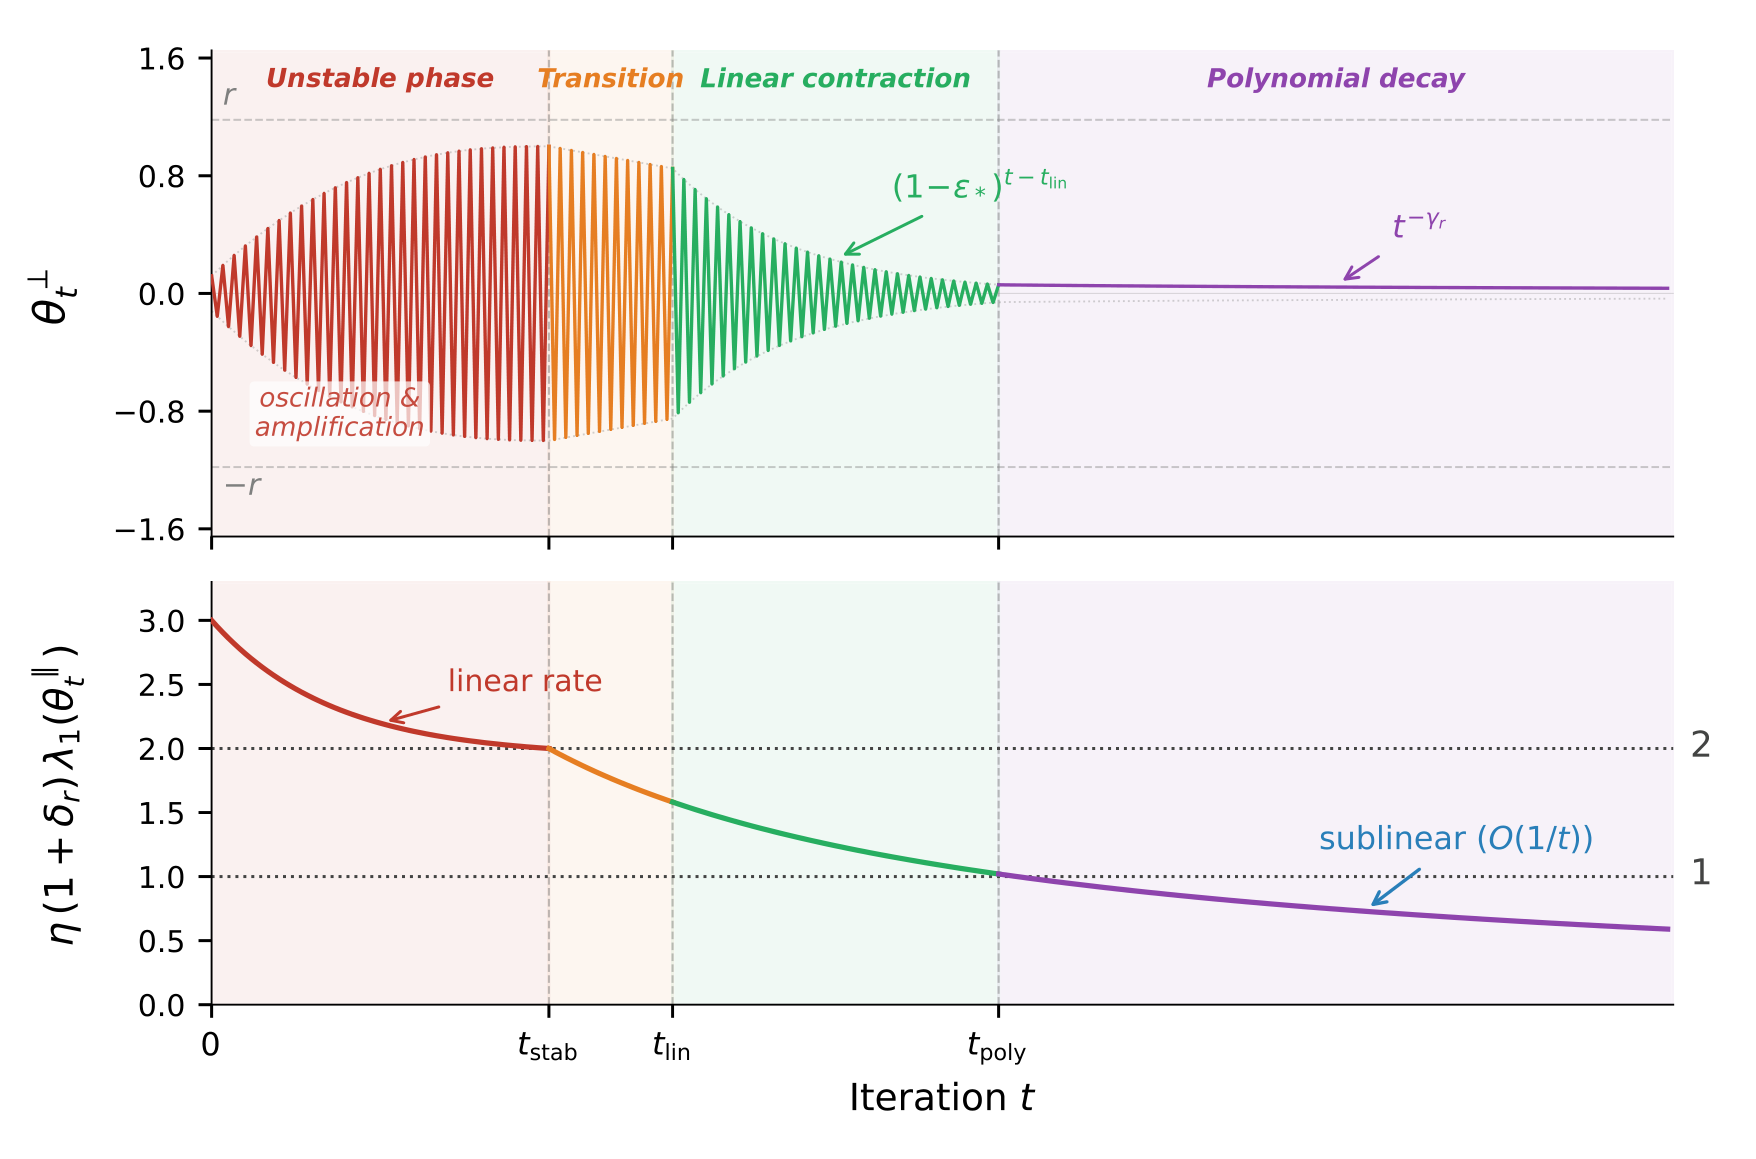 1.6
Unstable phase Transition Linear contraction Polynomial decay
r
0.8
(1−ε*)^{t − t_lin}
t^{−γ_r}
θ_t^⊥
0.0
oscillation &
amplification
−0.8
−r
−1.6
3.0
linear rate
2.5
2.0
2
η (1 + δ_r) λ_1(θ_t^∥)
1.5
sublinear (O(1/t))
1.0
1
0.5
0.0
0 t_stab t_lin t_poly
Iteration t